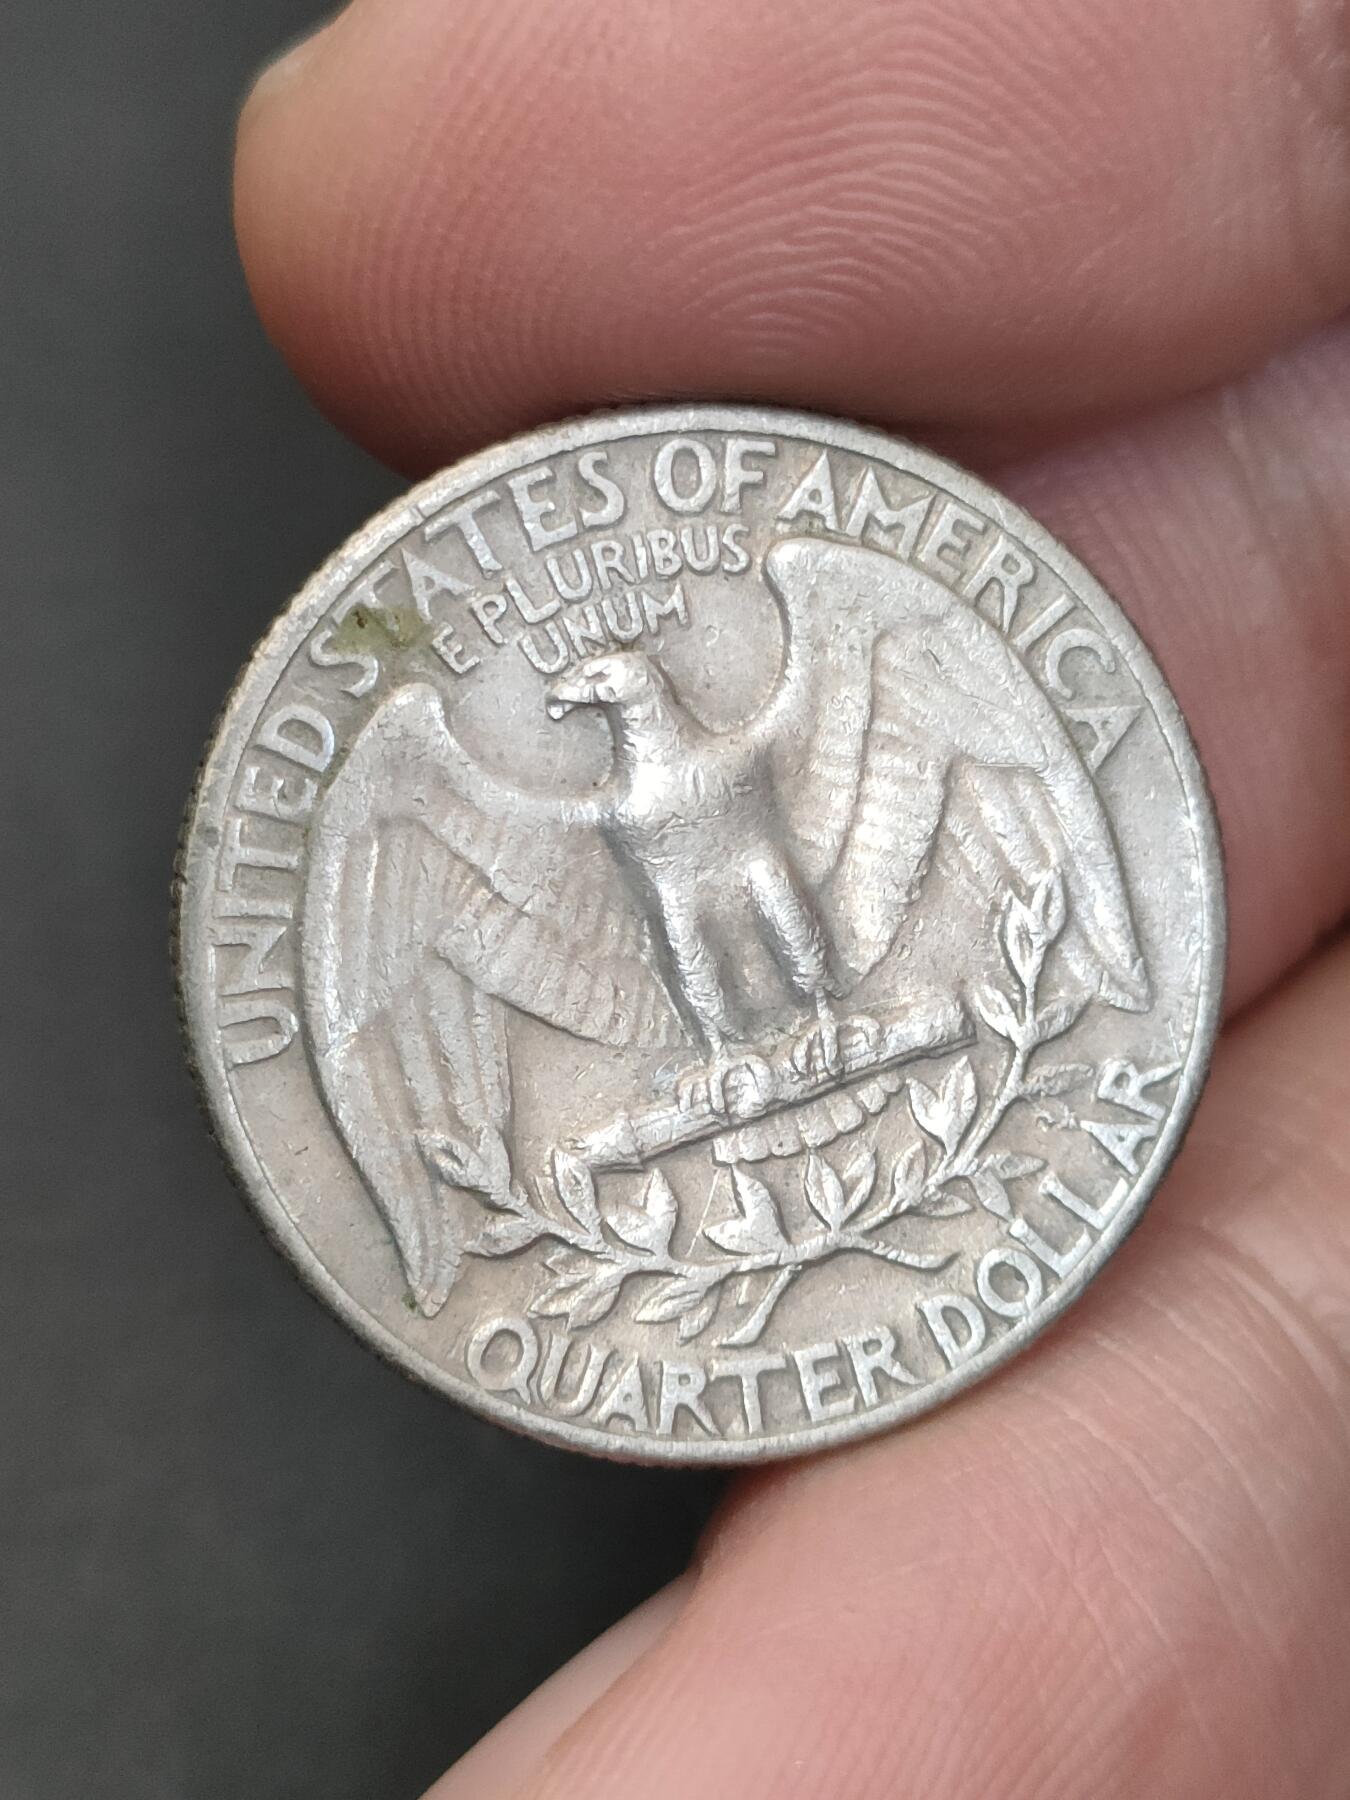 UNITED STATES OF AMERICA
E PLURIBUS
UNUM
QUARTER DOLLAR